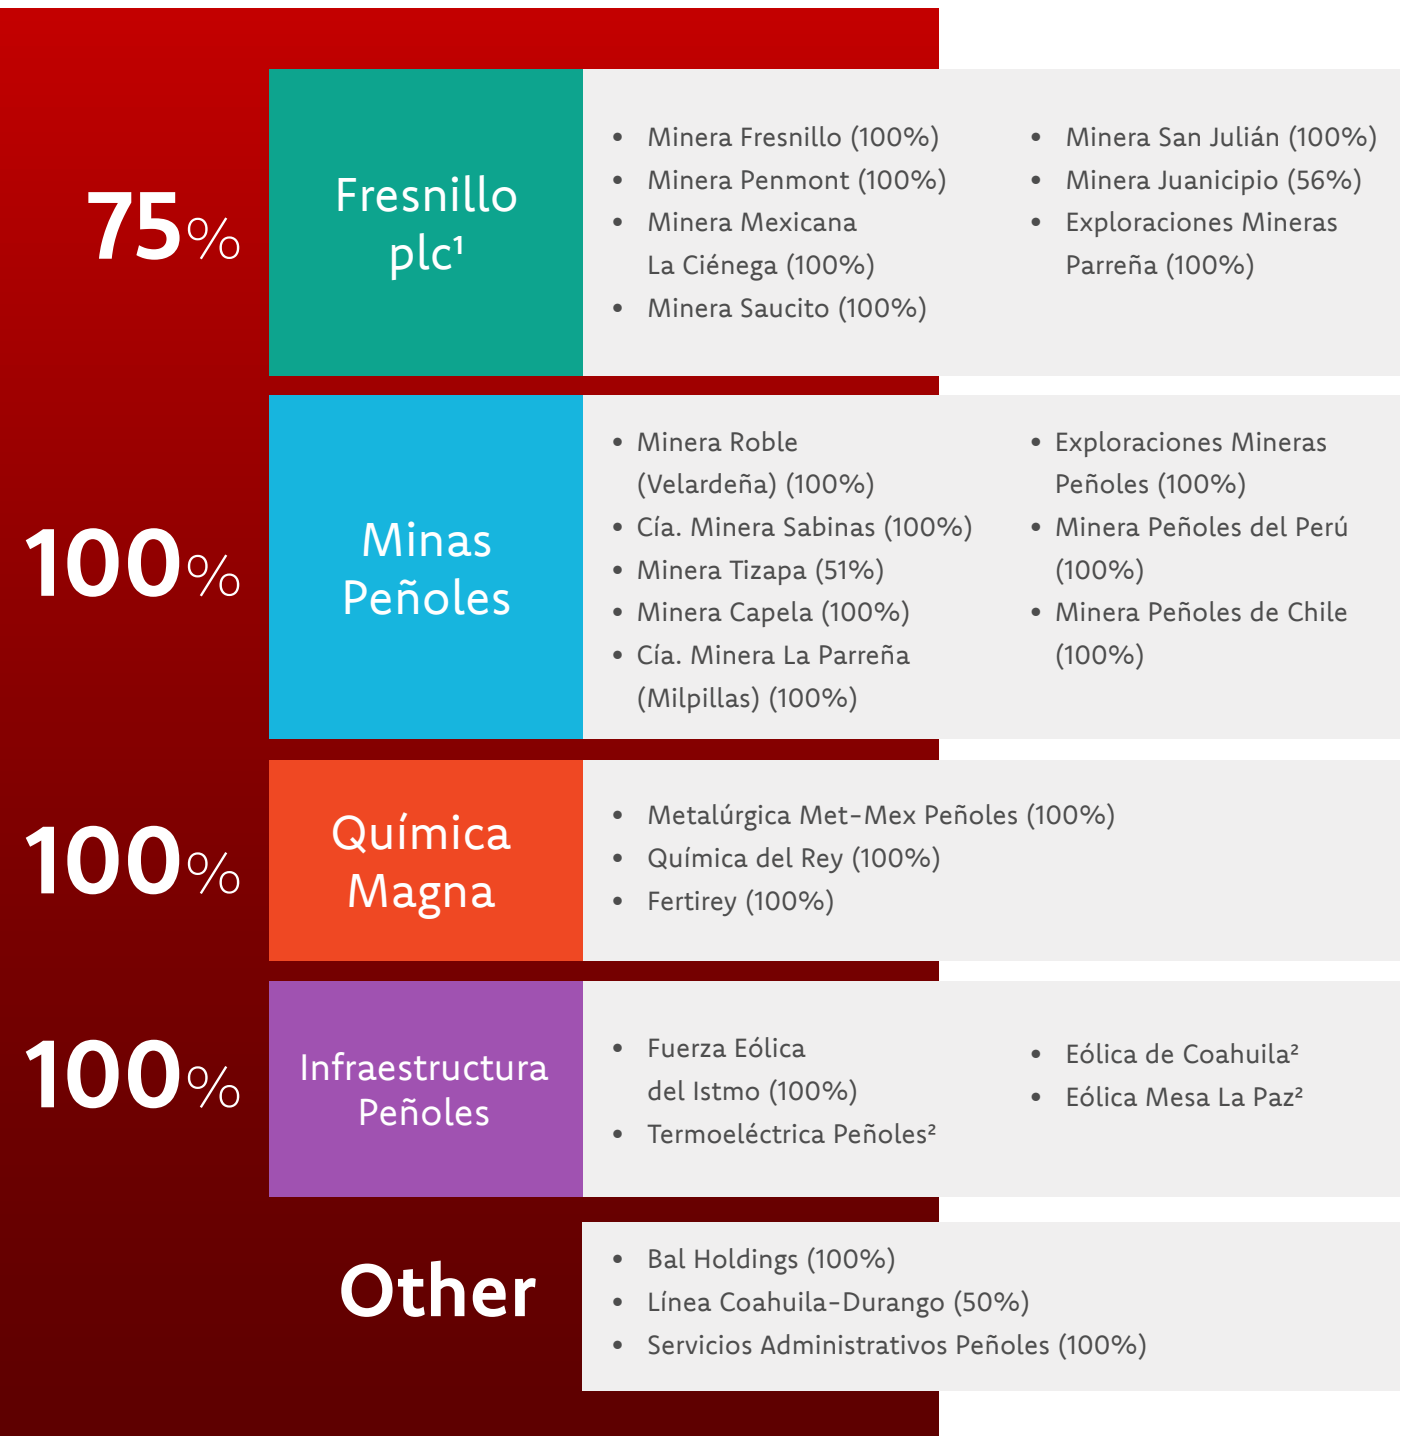 75%
Fresnillo
plc¹
• Minera Fresnillo (100%)
• Minera Penmont (100%)
• Minera Mexicana
La Ciénega (100%)
• Minera Saucito (100%)
• Minera San Julián (100%)
• Minera Juanicipio (56%)
• Exploraciones Mineras
Parreña (100%)
100%
Minas
Peñoles
• Minera Roble
(Velardeña) (100%)
• Cía. Minera Sabinas (100%)
• Minera Tizapa (51%)
• Minera Capela (100%)
• Cía. Minera La Parreña
(Milpillas) (100%)
• Exploraciones Mineras
Peñoles (100%)
• Minera Peñoles del Perú
(100%)
• Minera Peñoles de Chile
(100%)
100%
Química
Magna
• Metalúrgica Met-Mex Peñoles (100%)
• Química del Rey (100%)
• Fertirey (100%)
100%
Infraestructura
Peñoles
• Fuerza Eólica
del Istmo (100%)
• Termoeléctrica Peñoles²
• Eólica de Coahuila²
• Eólica Mesa La Paz²
Other
• Bal Holdings (100%)
• Línea Coahuila-Durango (50%)
• Servicios Administrativos Peñoles (100%)